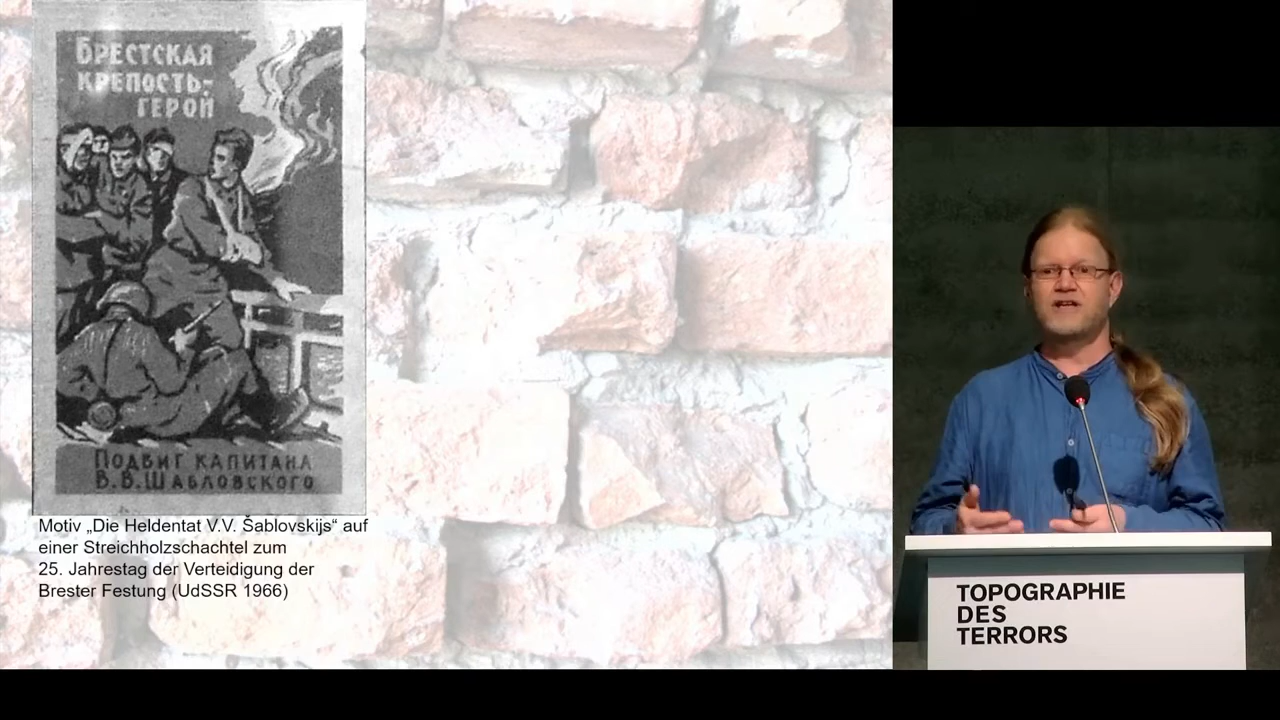 БРЕСТСКАЯ
КРЕПОСТЬ-
ГЕРОЙ
ПОДВИГ КАПИТАНА
В.В.ШАБЛОВСКОГО
Motiv „Die Heldentat V.V. Šablovskijs“ auf
einer Streichholzschachtel zum
25. Jahrestag der Verteidigung der
Brester Festung (UdSSR 1966)
TOPOGRAPHIE
DES
TERRORS